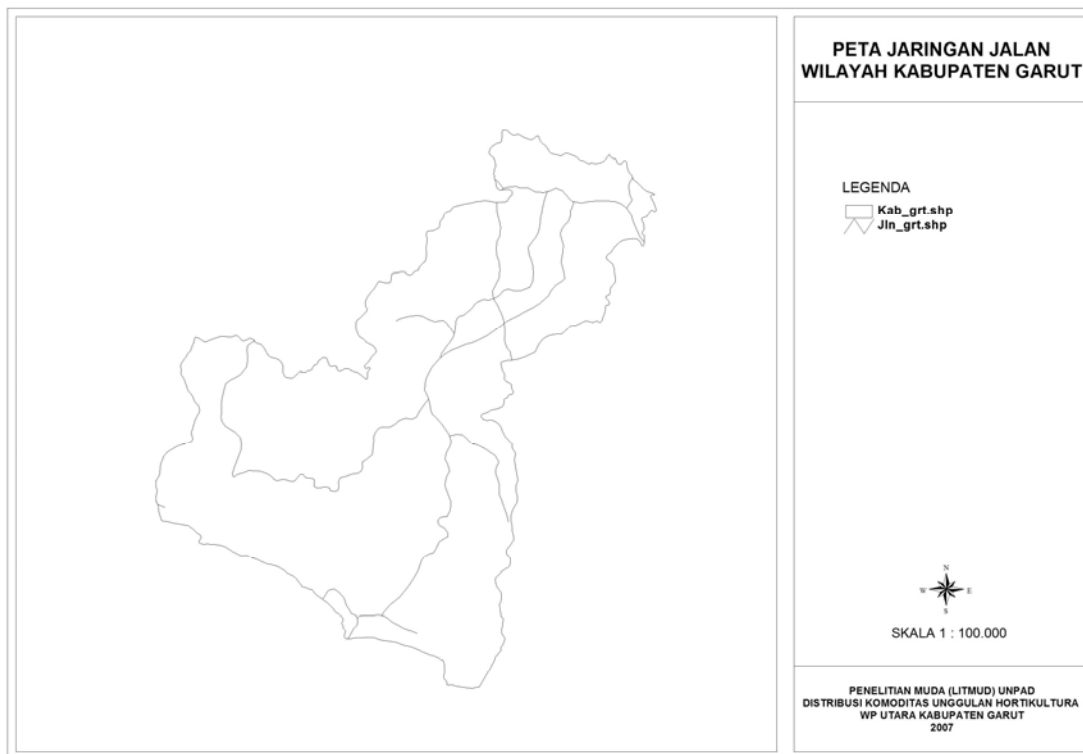 PETA JARINGAN JALAN
WILAYAH KABUPATEN GARUT
LEGENDA
Kab_grt.shp
Jln_grt.shp
N
W E
S
SKALA 1 : 100.000
PENELITIAN MUDA (LITMUD) UNPAD
DISTRIBUSI KOMODITAS UNGGULAN HORTIKULTURA
WP UTARA KABUPATEN GARUT
2007